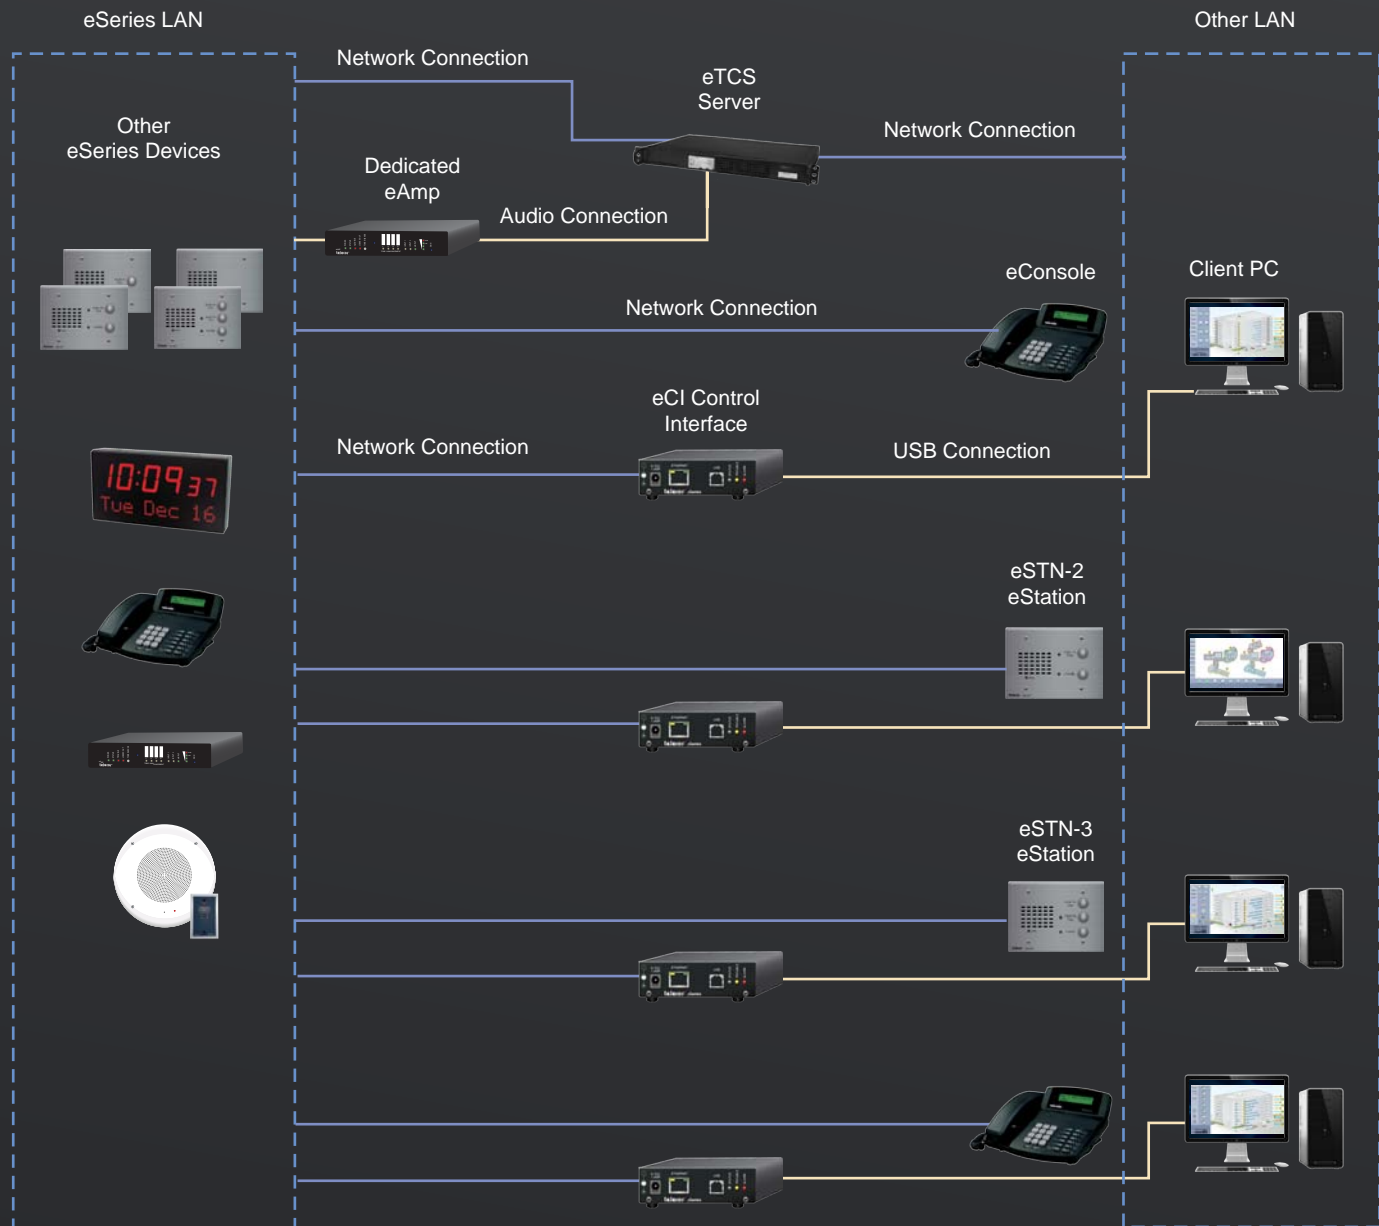 eSeries LAN
Other LAN
Network Connection
eTCS
Server
Network Connection
Other
eSeries Devices
Dedicated
eAmp
Audio Connection
eConsole
Client PC
Network Connection
eCI Control
Interface
Network Connection
USB Connection
10:09 37
Tue Dec 16
eSTN-2
eStation
eSTN-3
eStation